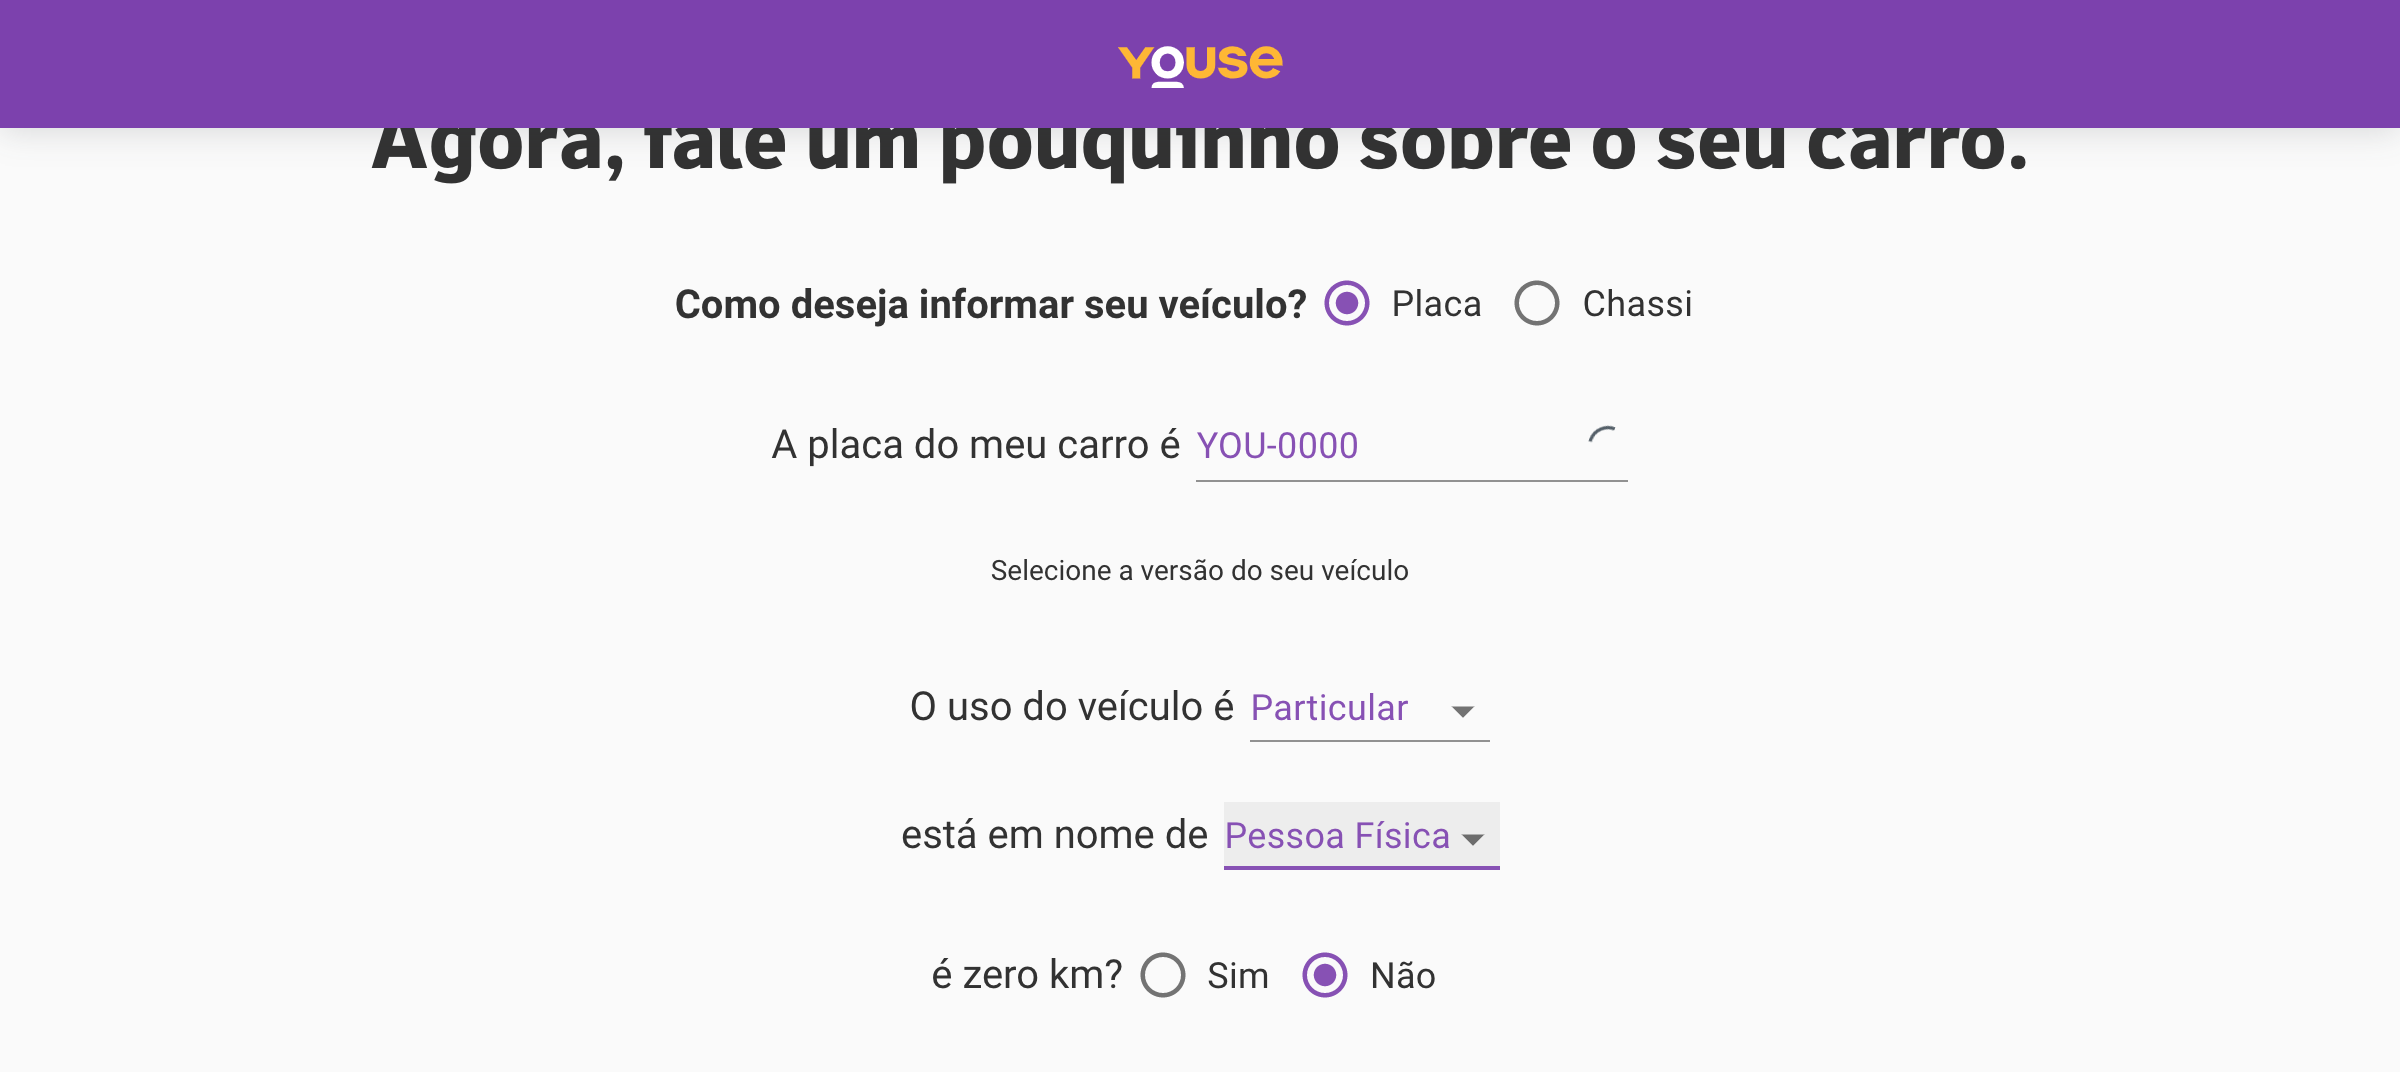 youse
Agora, fale um pouquinho sobre o seu carro.
Como deseja informar seu veículo? Placa Chassi
A placa do meu carro é YOU-0000
Selecione a versão do seu veículo
O uso do veículo é Particular
está em nome de Pessoa Física
é zero km? Sim Não